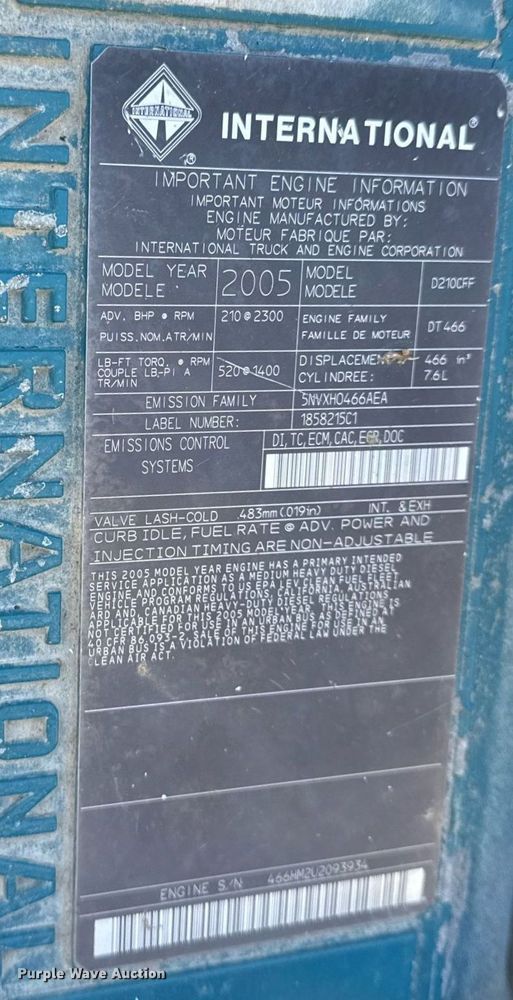 INTERNATIONAL
INTERNATIONAL
®
INTERNATIONAL®
IMPORTANT ENGINE INFORMATION
IMPORTANT MOTEUR INFORMATIONS
ENGINE MANUFACTURED BY:
MOTEUR FABRIQUE PAR:
INTERNATIONAL TRUCK AND ENGINE CORPORATION
MODEL YEAR MODELE 2005 MODEL MODELE D210CFF
ADV. BHP @ RPM PUISS.NOM.ATR/MIN 210 @ 2300 ENGINE FAMILY FAMILLE DE MOTEUR DT 466
LB-FT TORQ. @ RPM COUPLE LB-PI A TR/MIN 520 @ 1400 DISPLACEMENT CYLINDREE: 466 in³ 7.6L
EMISSION FAMILY 5NVXH0466AEA
LABEL NUMBER: 1858215C1
EMISSIONS CONTROL SYSTEMS DI, TC, ECM, CAC, EGR, DOC
VALVE LASH-COLD .483mm (.019in) INT. & EXH
CURB IDLE, FUEL RATE @ ADV. POWER AND
INJECTION TIMING ARE NON-ADJUSTABLE
THIS 2005 MODEL YEAR ENGINE HAS A PRIMARY INTENDED
SERVICE APPLICATION AS A MEDIUM HEAVY DUTY DIESEL
ENGINE AND CONFORMS TO US EPA LEV, CLEAN FUEL FLEET
VEHICLE PROGRAM REGULATIONS, CALIFORNIA, AUSTRALIAN
AND CANADIAN HEAVY-DUTY DIESEL REGULATIONS
APPLICABLE FOR THIS 2005 MODEL YEAR. THIS ENGINE IS
NOT CERTIFIED FOR USE IN AN URBAN BUS AS DEFINED AT
40 CFR 86.093-2. SALE OF THIS ENGINE FOR USE IN AN
URBAN BUS IS A VIOLATION OF FEDERAL LAW UNDER THE
CLEAN AIR ACT.
ENGINE S/N 466HM2U2093934
Purple Wave Auction